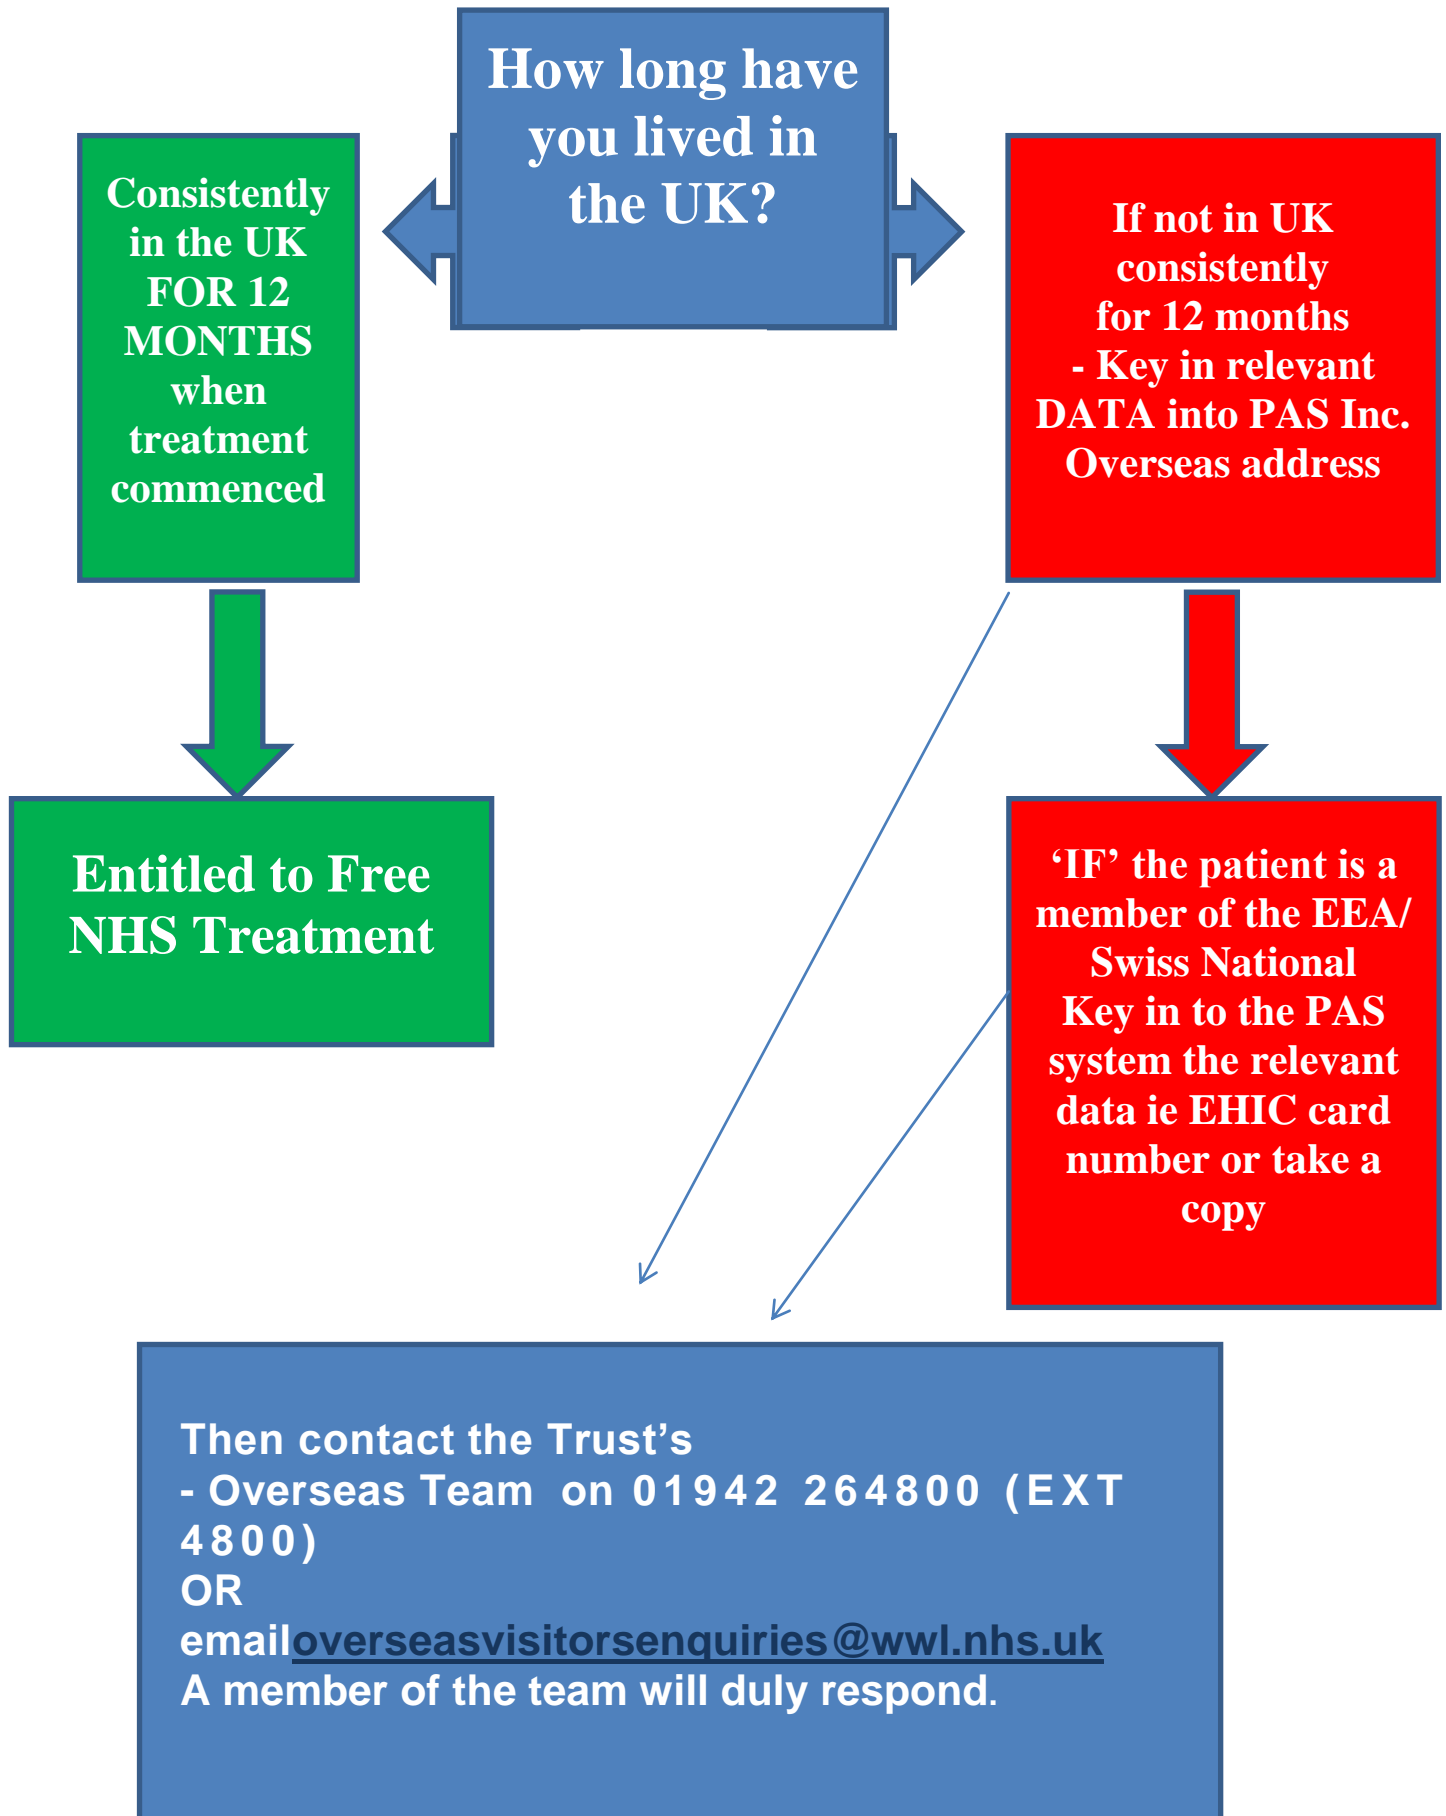 How long have
you lived in
the UK?
Consistently
in the UK
FOR 12
MONTHS
when
treatment
commenced
If not in UK
consistently
for 12 months
- Key in relevant
DATA into PAS Inc.
Overseas address
Entitled to Free
NHS Treatment
‘IF’ the patient is a
member of the EEA/
Swiss National
Key in to the PAS
system the relevant
data ie EHIC card
number or take a
copy
Then contact the Trust’s
- Overseas Team on 01942 264800 (EXT
4800)
OR
emailoverseasvisitorsenquiries@wwl.nhs.uk
A member of the team will duly respond.